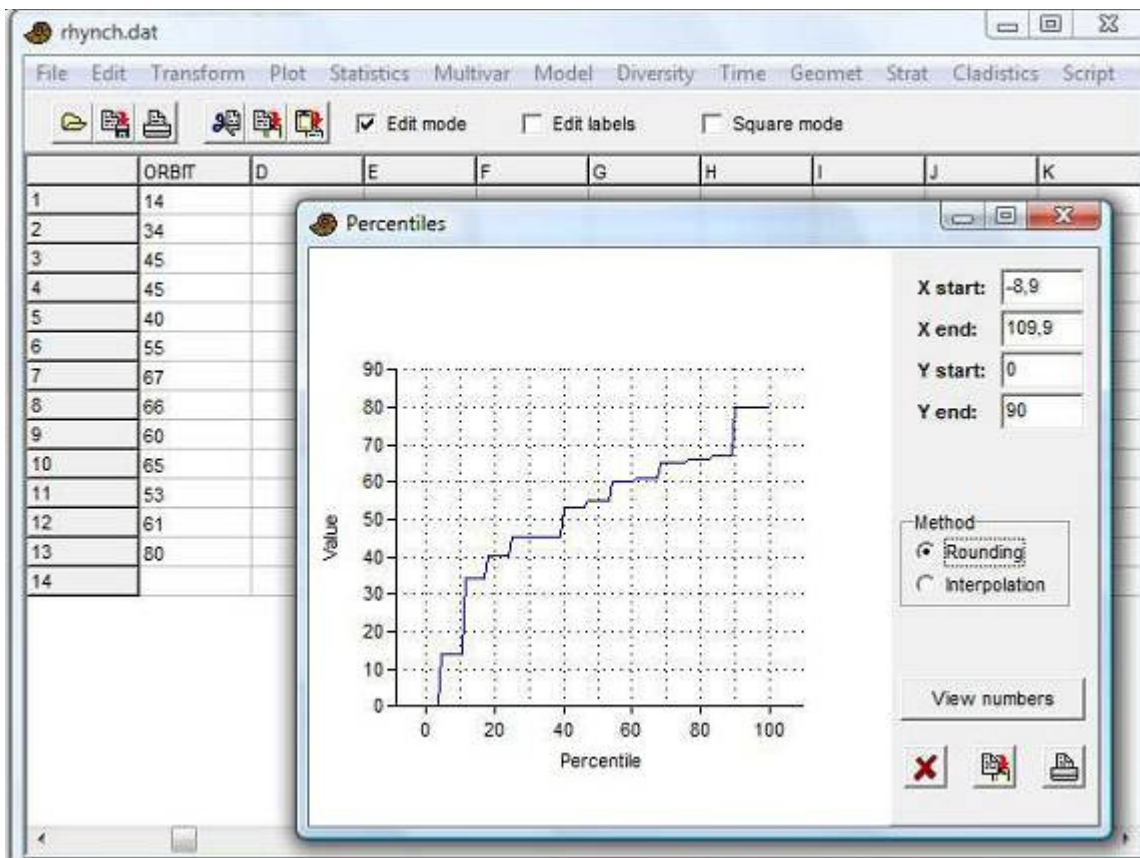 rhynch.dat
File Edit Transform Plot Statistics Multivar Model Diversity Time Geomet Strat Cladistics Script
Edit mode Edit labels Square mode
ORBIT D E F G H I J K
1 14
2 34
3 45
4 45
5 40
6 55
7 67
8 66
9 60
10 65
11 53
12 61
13 80
14
Percentiles
90
80
70
60
50
40
30
20
10
0
Value
0 20 40 60 80 100
Percentile
X start: -8,9
X end: 109,9
Y start: 0
Y end: 90
Method
Rounding
Interpolation
View numbers